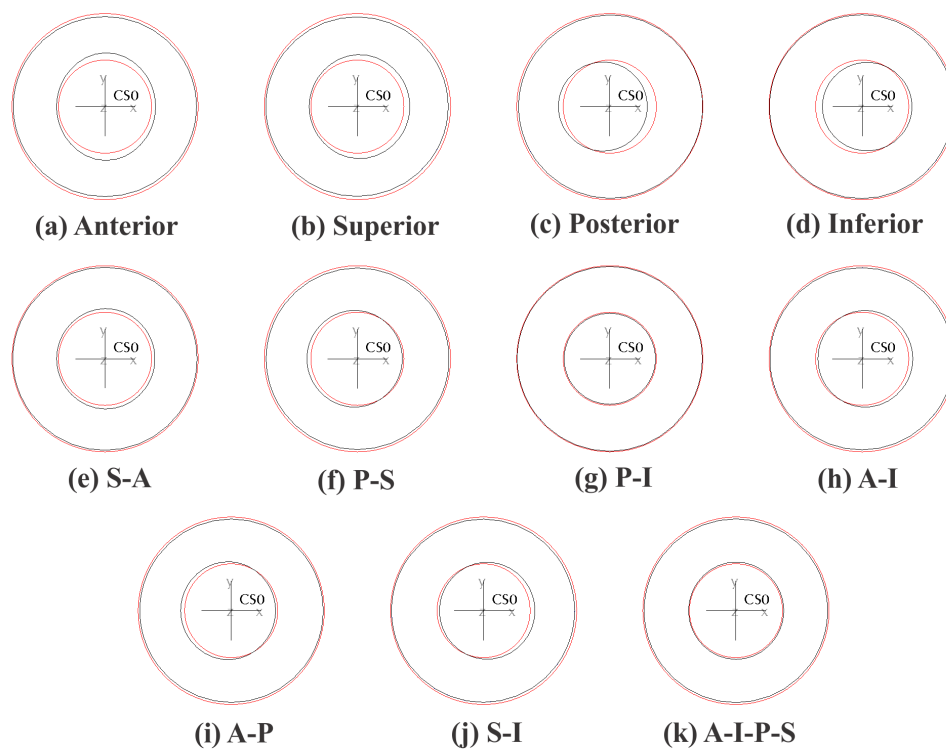 y y y y
CS0 CS0 CS0 CS0
z x z x z x z x
(a) Anterior (b) Superior (c) Posterior (d) Inferior
y y y y
CS0 CS0 CS0 CS0
z x z x z x z x
(e) S-A (f) P-S (g) P-I (h) A-I
y y y
CS0 CS0 CS0
z x z x z x
(i) A-P (j) S-I (k) A-I-P-S